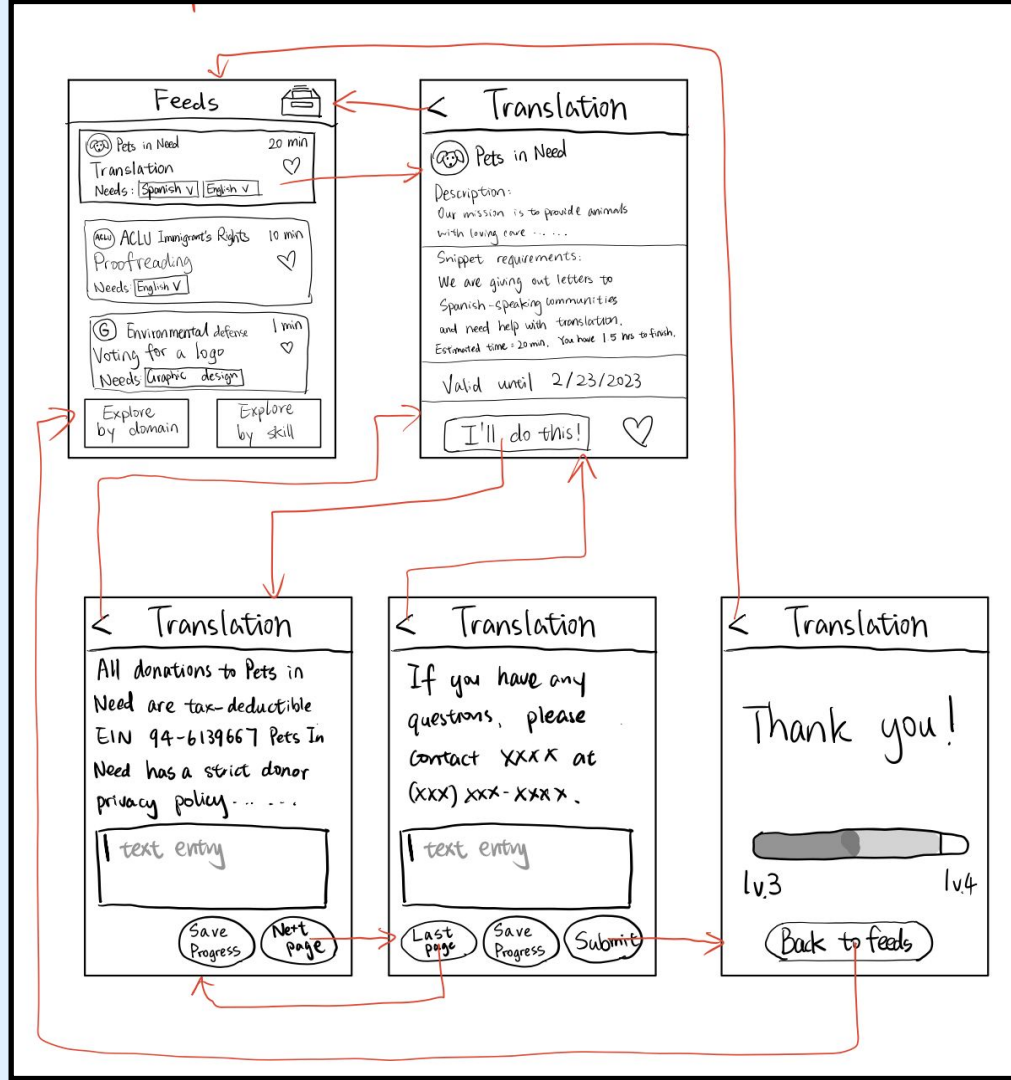 Feeds
Pets in Need 20 min
Translation
Needs: Spanish v English v
ACLU ACLU Immigrant's Rights 10 min
Proofreading
Needs: English v
G Environmental defense 1 min
Voting for a logo
Needs: Graphic design
Explore
by domain
Explore
by skill
< Translation
Pets in Need
Description:
Our mission is to provide animals
with loving care ......
Snippet requirements:
We are giving out letters to
Spanish-speaking communities
and need help with translation.
Estimated time = 20 min. You have 15 hrs to finish.
Valid until 2/23/2023
I'll do this!
< Translation
All donations to Pets in
Need are tax-deductible
EIN 94-6139667 Pets In
Need has a strict donor
privacy policy......
text entry
Save
Progress
Next
page
< Translation
If you have any
questions, please
contact xxxx at
(xxx) xxx-xxxx.
text entry
Last
page
Save
Progress
Submit
< Translation
Thank you!
lv.3 lv.4
Back to feeds